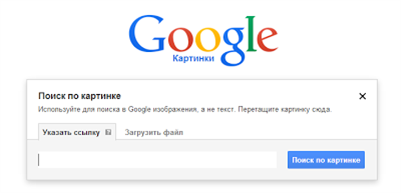 Google
Картинки
Поиск по картинке
Используйте для поиска в Google изображения, а не текст. Перетащите картинку сюда.
Указать ссылку Загрузить файл
Поиск по картинке